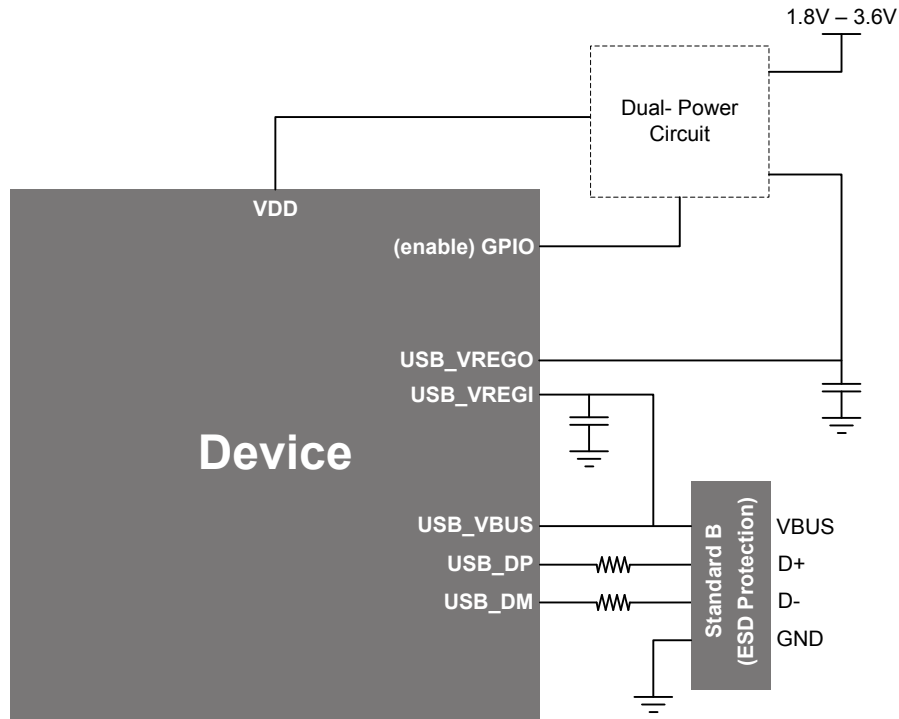 1.8V – 3.6V
Dual- Power
Circuit
VDD
(enable) GPIO
USB_VREGO
USB_VREGI
Device
USB_VBUS
USB_DP
USB_DM
Standard B
(ESD Protection)
VBUS
D+
D-
GND